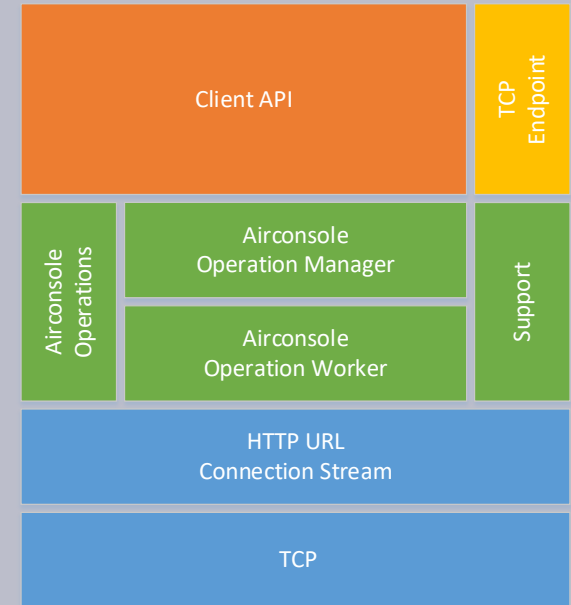 Client API
TCP
Endpoint
Airconsole
Operations
Airconsole
Operation Manager
Airconsole
Operation Worker
Support
HTTP URL
Connection Stream
TCP